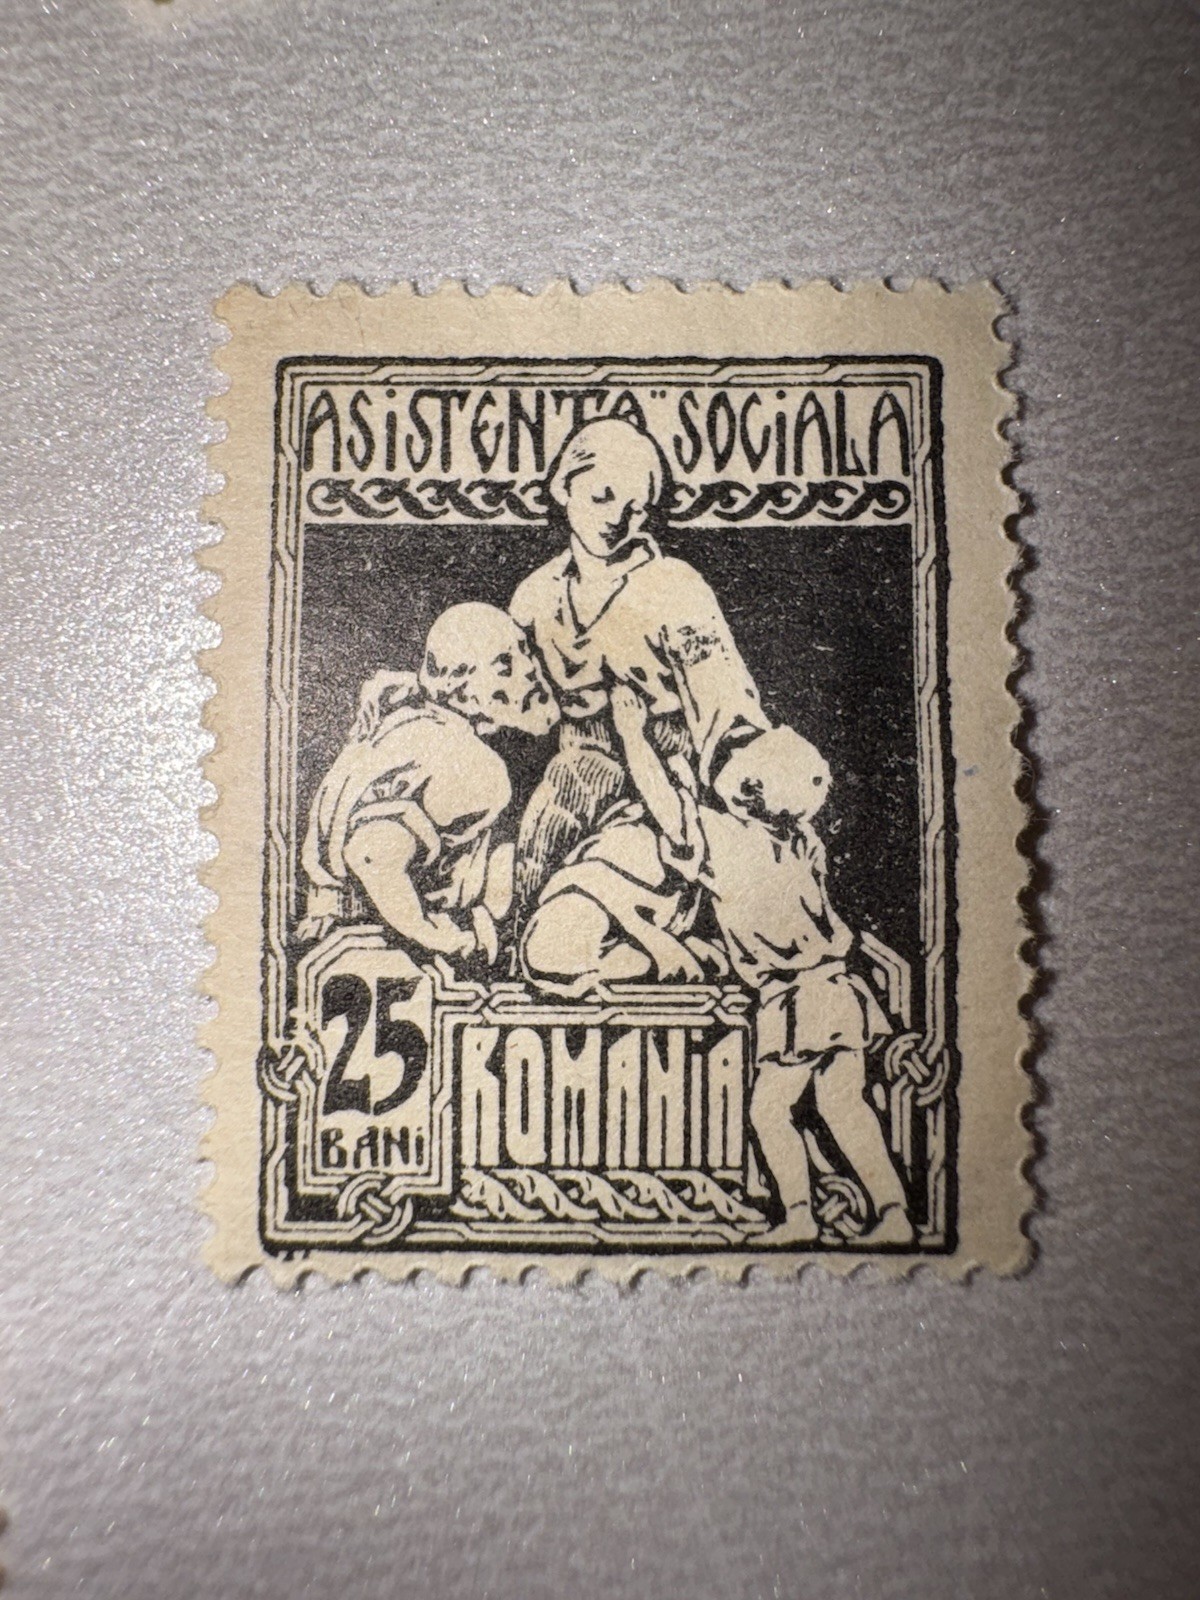 ASiSTENTA SOCiALA
25
BANi
ROMANiA